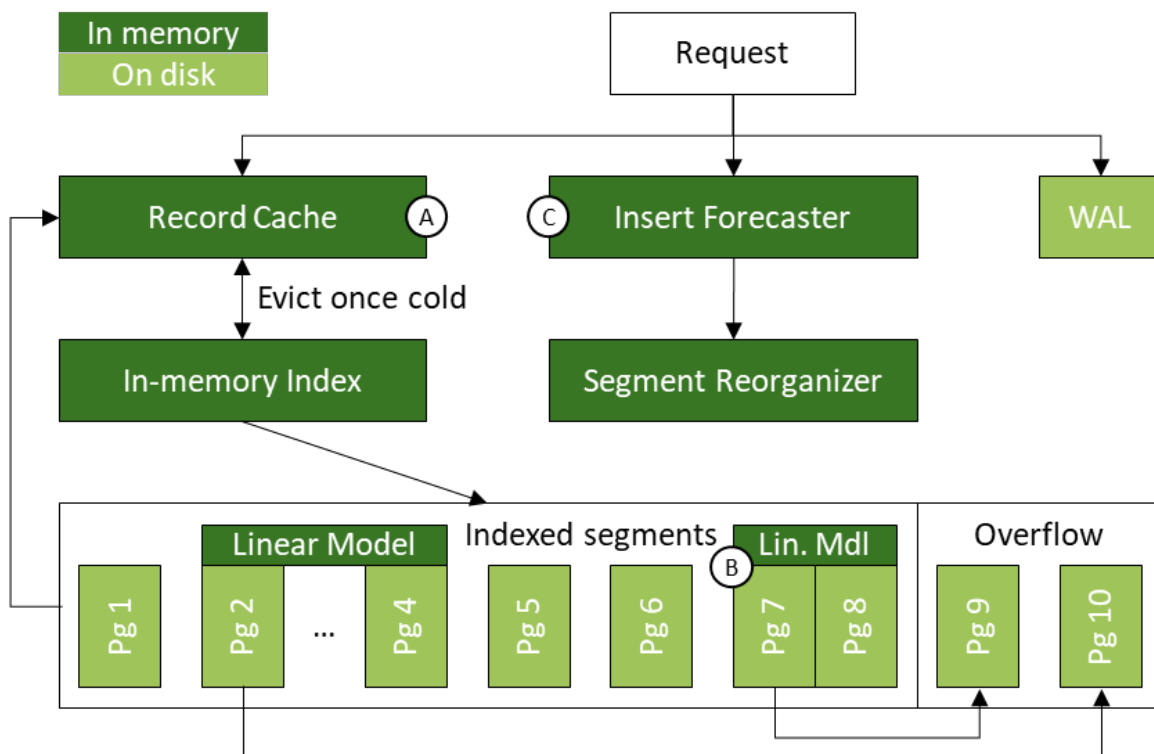 In memory
On disk
Request
Record Cache
A
C
Insert Forecaster
WAL
Evict once cold
In-memory Index
Segment Reorganizer
Linear Model
Indexed segments
Lin. Mdl
Overflow
B
Pg 1
Pg 2
...
Pg 4
Pg 5
Pg 6
Pg 7
Pg 8
Pg 9
Pg 10